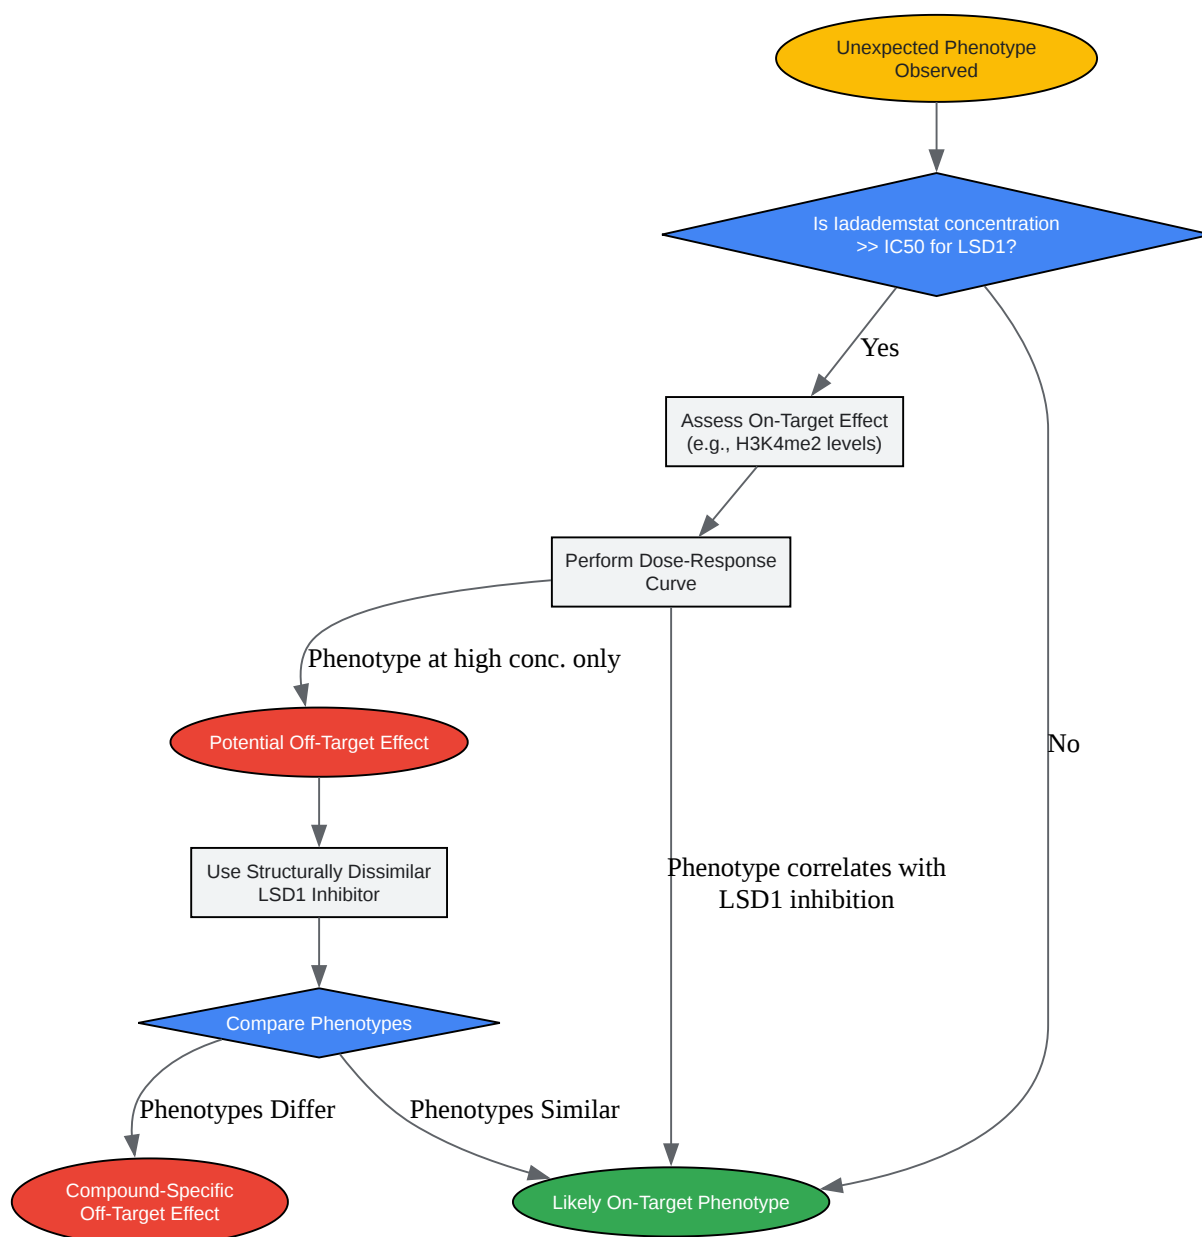 Unexpected Phenotype
Observed
Is Iadademstat concentration
>> IC50 for LSD1?
Yes
Assess On-Target Effect
(e.g., H3K4me2 levels)
Perform Dose-Response
Curve
Phenotype at high conc. only
Potential Off-Target Effect
No
Use Structurally Dissimilar
LSD1 Inhibitor
Phenotype correlates with
LSD1 inhibition
Compare Phenotypes
Phenotypes Differ
Phenotypes Similar
Compound-Specific
Off-Target Effect
Likely On-Target Phenotype